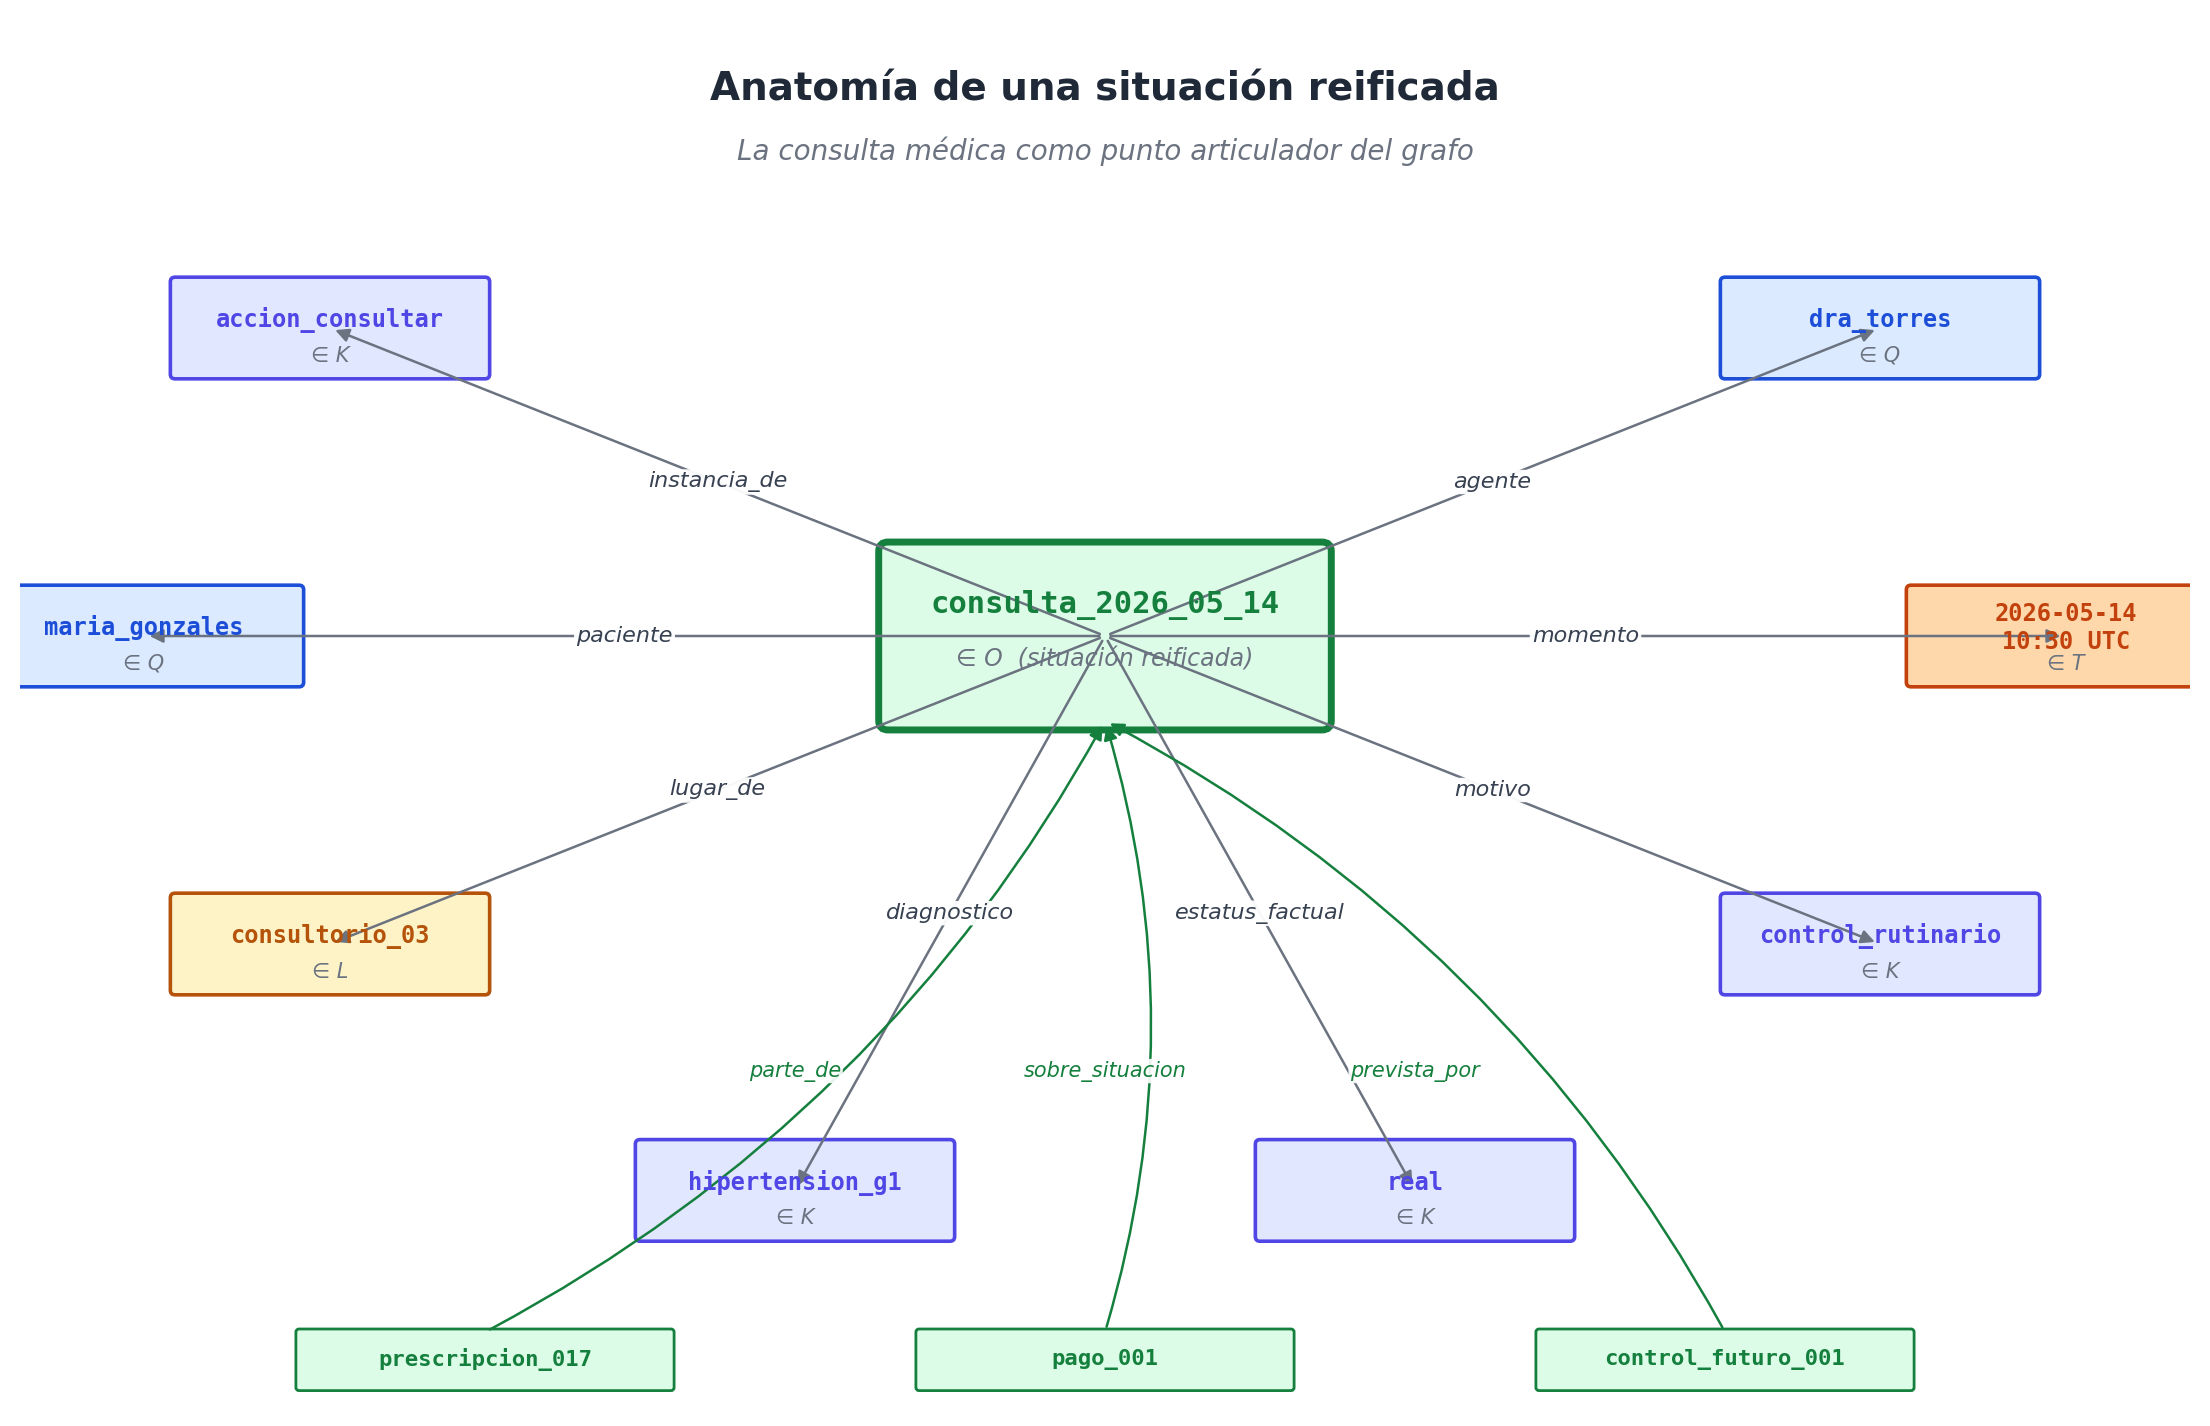 Anatomía de una situación reificada
La consulta médica como punto articulador del grafo
accion_consultar
∈ K
dra_torres
∈ Q
instancia_de
agente
maria_gonzales
∈ Q
paciente
consulta_2026_05_14
∈ O (situación reificada)
momento
2026-05-14
10:30 UTC
∈ T
lugar_de
motivo
consultorio_03
∈ L
diagnostico
estatus_factual
control_rutinario
∈ K
parte_de
sobre_situacion
prevista_por
hipertension_g1
∈ K
real
∈ K
prescripcion_017
pago_001
control_futuro_001